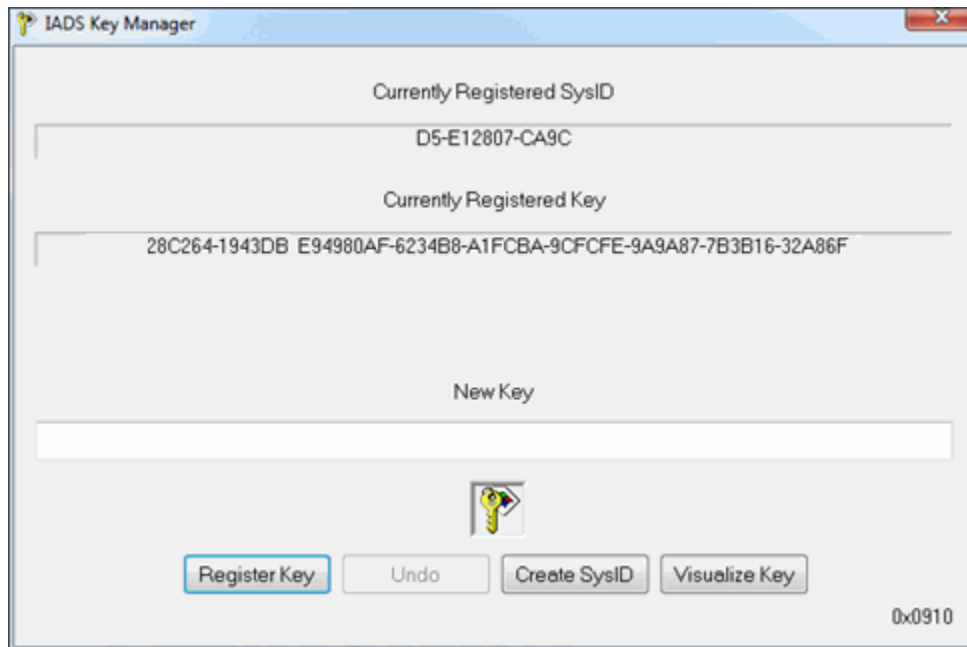 IADS Key Manager
Currently Registered SysID
D5-E12807-CA9C
Currently Registered Key
28C264-1943DB E94980AF-6234B8-A1FCBA-9CFCFE-9A9A87-7B3B16-32A86F
New Key
Register Key Undo Create SysID Visualize Key
0x0910